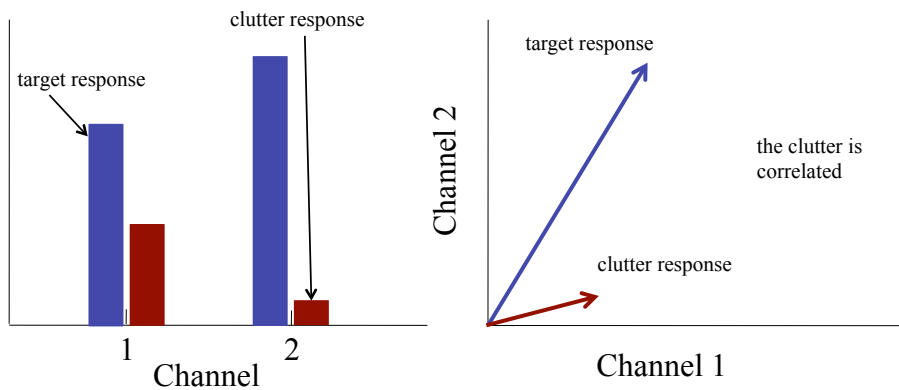 clutter response
target response
1
2
Channel
target response
Channel 2
the clutter is
correlated
clutter response
Channel 1